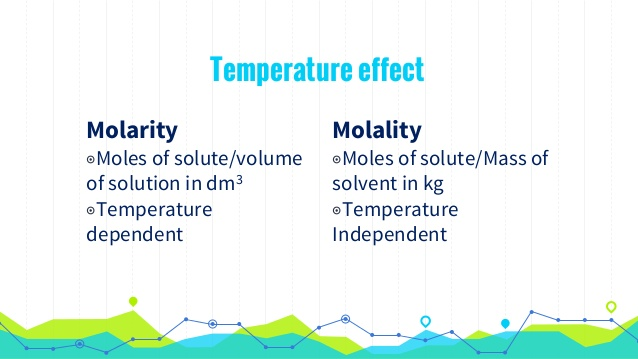 Temperature effect
Molarity
⊙Moles of solute/volume
of solution in dm³
⊙Temperature
dependent
Molality
⊙Moles of solute/Mass of
solvent in kg
⊙Temperature
Independent